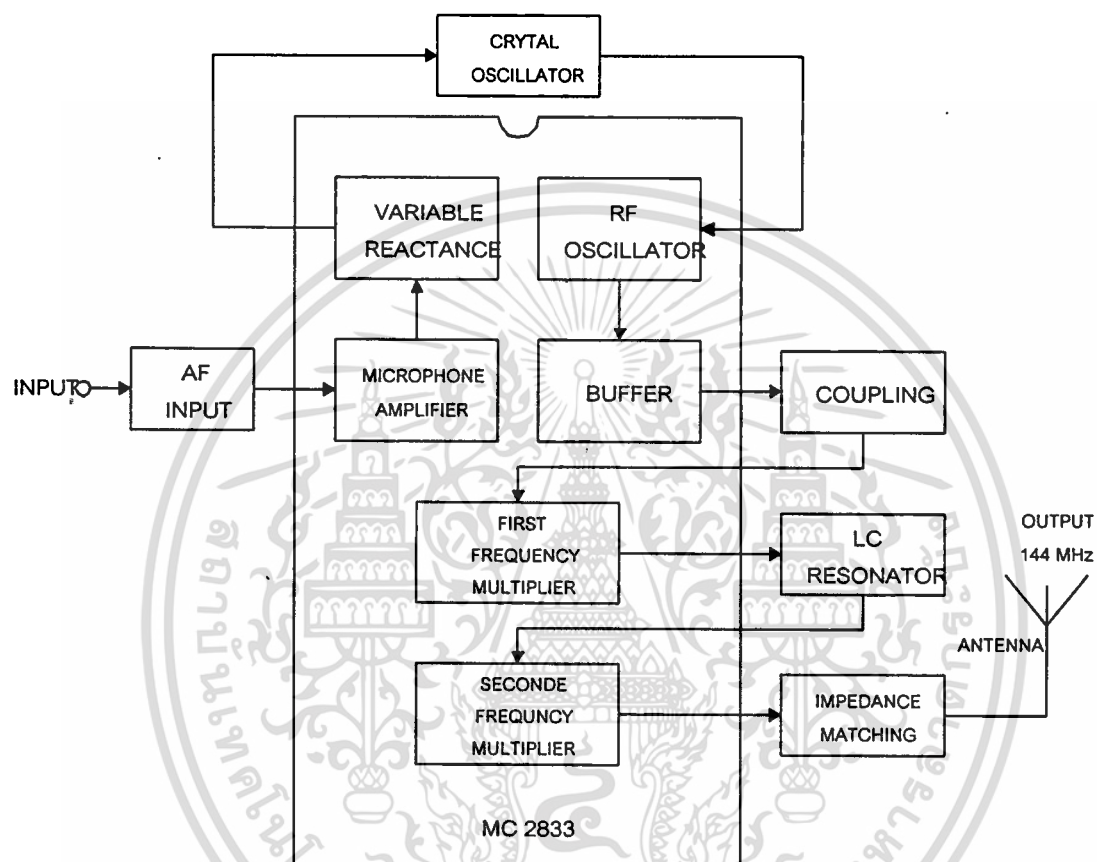 CRYTAL
OSCILLATOR
VARIABLE
REACTANCE
RF
OSCILLATOR
INPUT
AF
INPUT
MICROPHONE
AMPLIFIER
BUFFER
COUPLING
FIRST
FREQUENCY
MULTIPLIER
LC
RESONATOR
OUTPUT
144 MHz
ANTENNA
SECONDE
FREQUNCY
MULTIPLIER
IMPEDANCE
MATCHING
MC 2833